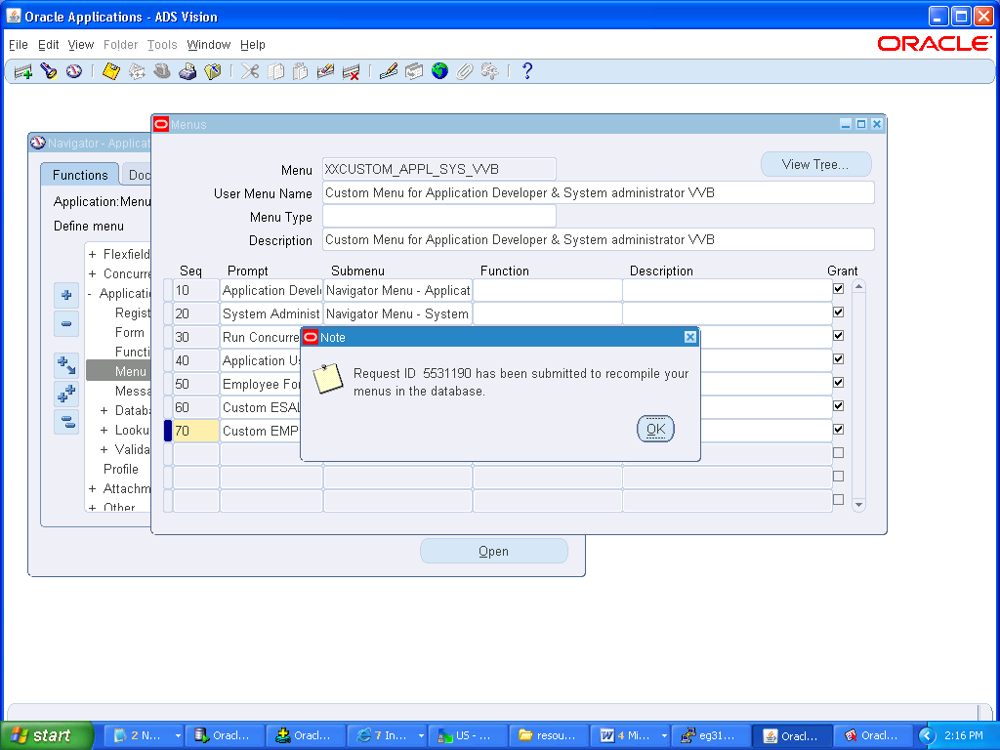 Oracle Applications - ADS Vision
File Edit View Folder Tools Window Help
ORACLE
Menus
Navigator - Applicat
Functions
Doc
Application:Menu
Define menu
+ Flexfield
+ Concurre
- Applicatio
Regist
Form
Functi
Menu
Messa
+ Databa
+ Looku
+ Valida
Profile
+ Attachm
+ Other
Open
Menu XXCUSTOM_APPL_SYS_VVB
View Tree...
User Menu Name Custom Menu for Application Developer & System administrator VVB
Menu Type
Description Custom Menu for Application Developer & System administrator VVB
Seq Prompt Submenu Function Description Grant
10 Application Devel Navigator Menu - Applicat
20 System Administ Navigator Menu - System
30 Run Concurre
40 Application Us
50 Employee For
60 Custom ESAL
70 Custom EMP
Note
Request ID 5531190 has been submitted to recompile your
menus in the database.
OK
start 2 N... Oracl... Oracl... 7 In... US - ... resou... 4 Mi... eg31... Oracl... Oracl... 2:16 PM